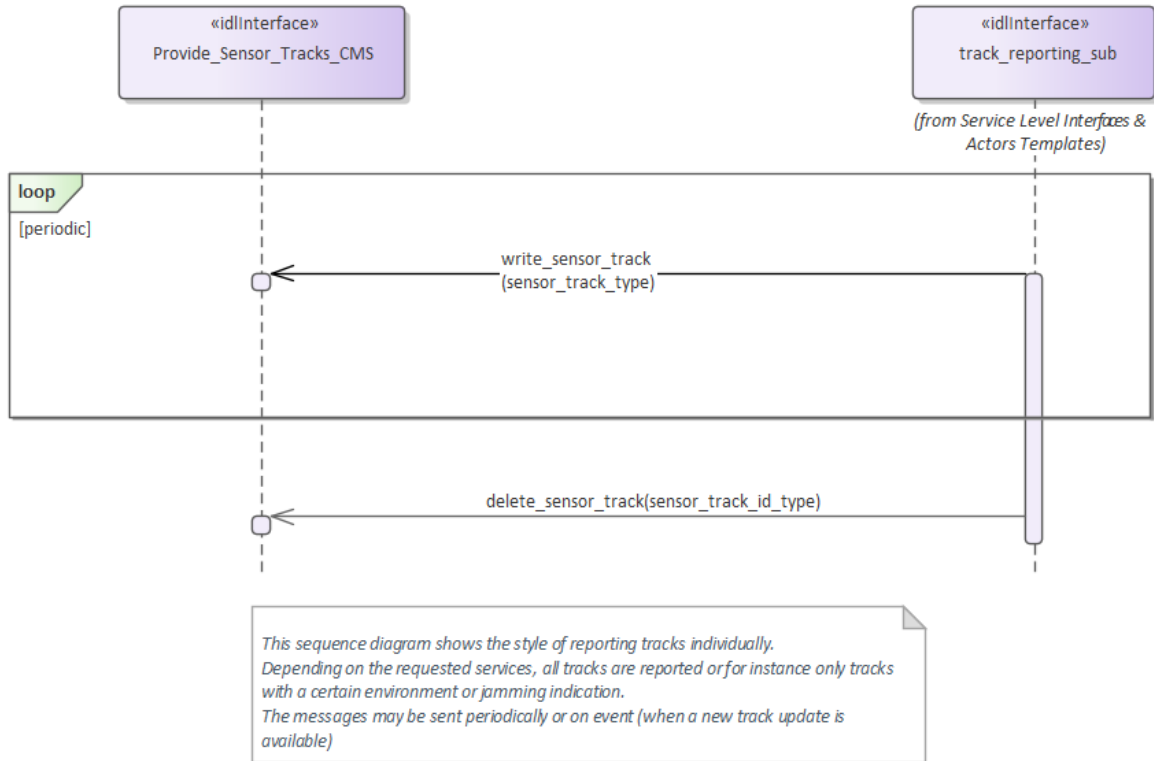 «idlInterface»
Provide_Sensor_Tracks_CMS
«idlInterface»
track_reporting_sub
(from Service Level Interfaces &
Actors Templates)
loop
[periodic]
write_sensor_track
(sensor_track_type)
delete_sensor_track(sensor_track_id_type)
This sequence diagram shows the style of reporting tracks individually.
Depending on the requested services, all tracks are reported or for instance only tracks
with a certain environment or jamming indication.
The messages may be sent periodically or on event (when a new track update is
available)